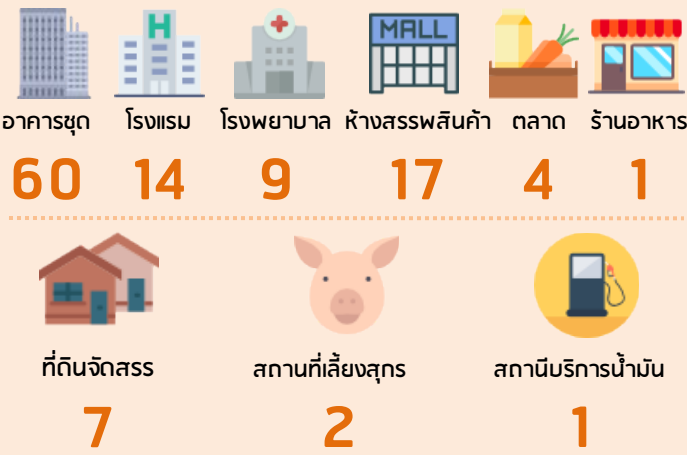 H
MALL
อาคารชุด โรงแรม โรงพยาบาล ห้างสรรพสินค้า ตลาด ร้านอาหาร
60 14 9 17 4 1
ที่ดินจัดสรร สถานที่เลี้ยงสุกร สถานีบริการน้ำมัน
7 2 1